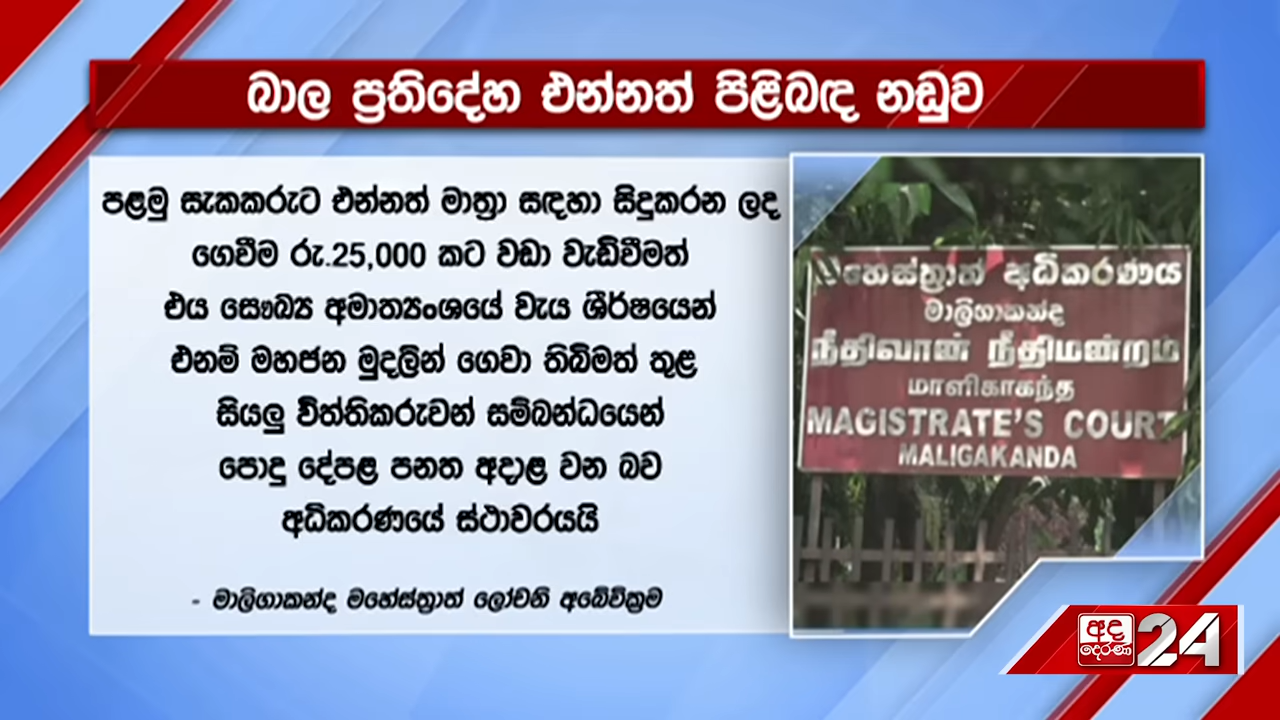 බාල ප්‍රතිදේහ එන්නත් පිළිබඳ නඩුව
පළමු සැකකරුට එන්නත් මාත්‍රා සඳහා සිදුකරන ලද
ගෙවීම රු.25,000 කට වඩා වැඩිවීමත්
එය සෞඛ්‍ය අමාත්‍යංශයේ වැය ශීර්ෂයෙන්
එනම් මහජන මුදලින් ගෙවා තිබීමත් තුළ
සියලු විත්තිකරුවන් සම්බන්ධයෙන්
පොදු දේපළ පනත අදාළ වන බව
අධිකරණයේ ස්ථාවරයයි
- මාලිගාකන්ද මහේස්ත්‍රාත් ලෝචනි අබේවික්‍රම
මහේස්ත්‍රාත් අධිකරණය
මාලිගාකන්ද
நீதிவான் நீதிமன்றம்
மாளிகாகந்த
MAGISTRATE'S COURT
MALIGAKANDA
අද දෙරණ 24